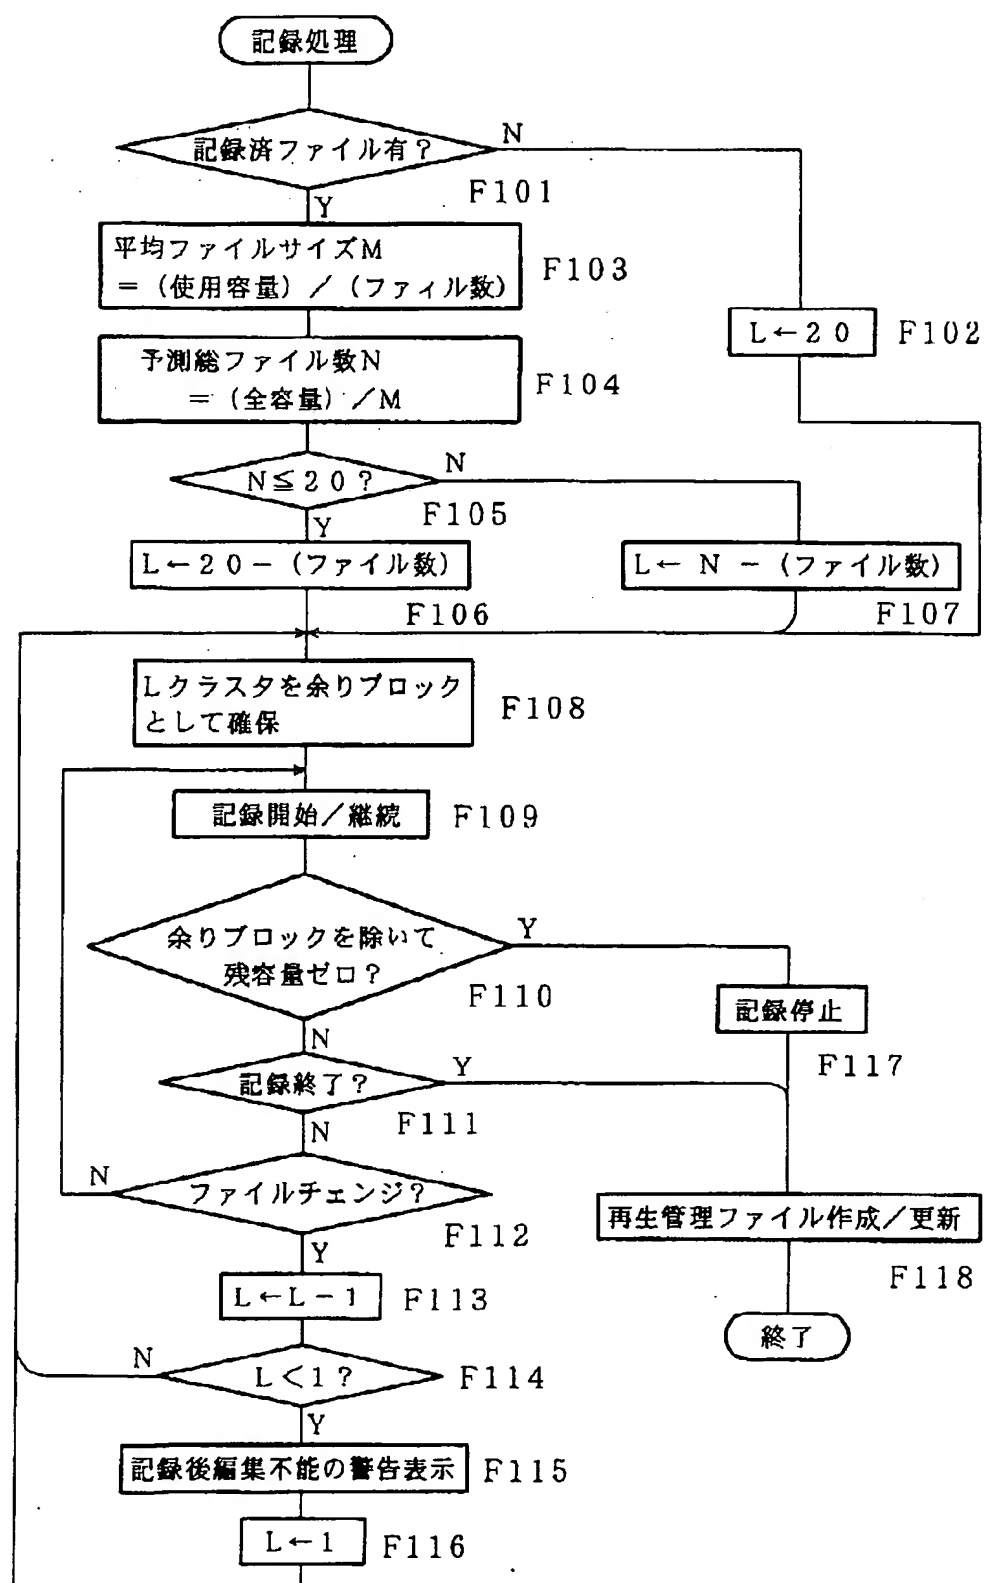 記録処理
記録済ファイル有？
N
F101
Y
平均ファイルサイズM
＝（使用容量）／（ファィル数）
F103
L←20
F102
予測総ファイル数N
＝（全容量）／M
F104
N≦20？
N
F105
Y
L←20－（ファイル数）
F106
L← N －（ファイル数）
F107
Lクラスタを余りブロック
として確保
F108
記録開始／継続
F109
余りブロックを除いて
残容量ゼロ？
Y
F110
N
記録停止
F117
記録終了？
Y
F111
N
ファイルチェンジ？
N
F112
Y
再生管理ファイル作成／更新
F118
L←L－1
F113
終了
L＜1？
N
F114
Y
記録後編集不能の警告表示
F115
L←1
F116